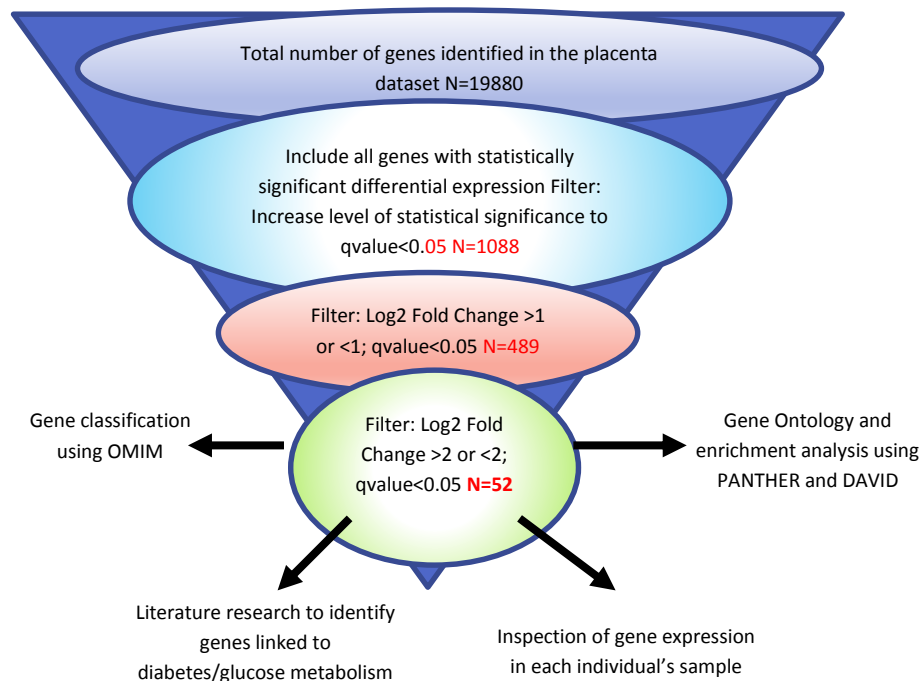 Total number of genes identified in the placenta
dataset N=19880
Include all genes with statistically
significant differential expression Filter:
Increase level of statistical significance to
qvalue<0.05 N=1088
Filter: Log2 Fold Change >1
or <1; qvalue<0.05 N=489
Filter: Log2 Fold
Change >2 or <2;
qvalue<0.05 N=52
Gene classification
using OMIM
Gene Ontology and
enrichment analysis using
PANTHER and DAVID
Literature research to identify
genes linked to
diabetes/glucose metabolism
Inspection of gene expression
in each individual’s sample